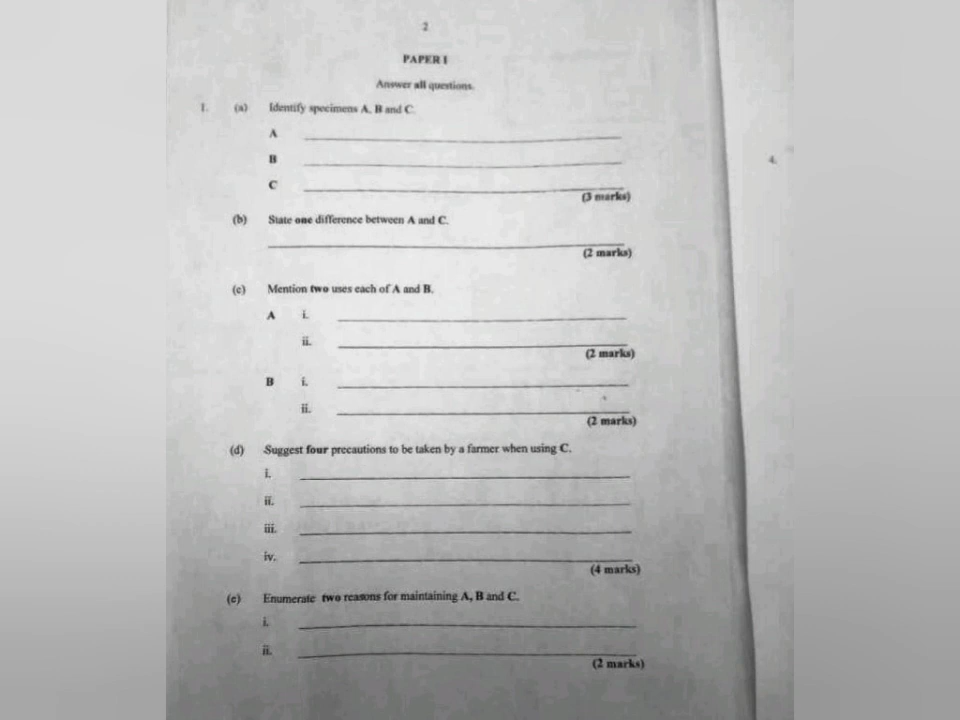 2
PAPER I
Answer all questions.
1. (a) Identify specimens A, B and C.
A
B
C
(3 marks)
(b) State one difference between A and C.
(2 marks)
(c) Mention two uses each of A and B.
A i.
ii.
(2 marks)
B i.
ii.
(2 marks)
(d) Suggest four precautions to be taken by a farmer when using C.
i.
ii.
iii.
iv.
(4 marks)
(e) Enumerate two reasons for maintaining A, B and C.
i.
ii.
(2 marks)
4.